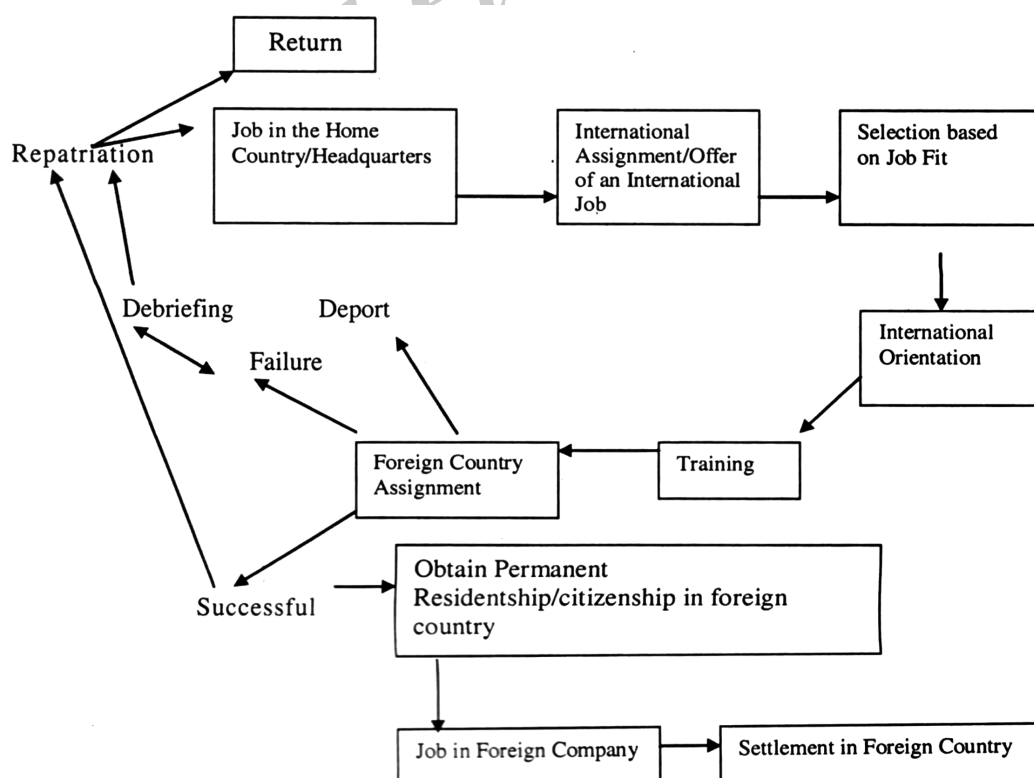 Return
Job in the Home
Country/Headquarters
International
Assignment/Offer
of an International
Job
Selection based
on Job Fit
Repatriation
Debriefing
Deport
International
Orientation
Failure
Foreign Country
Assignment
Training
Obtain Permanent
Residentship/citizenship in foreign
country
Successful
Job in Foreign Company
Settlement in Foreign Country